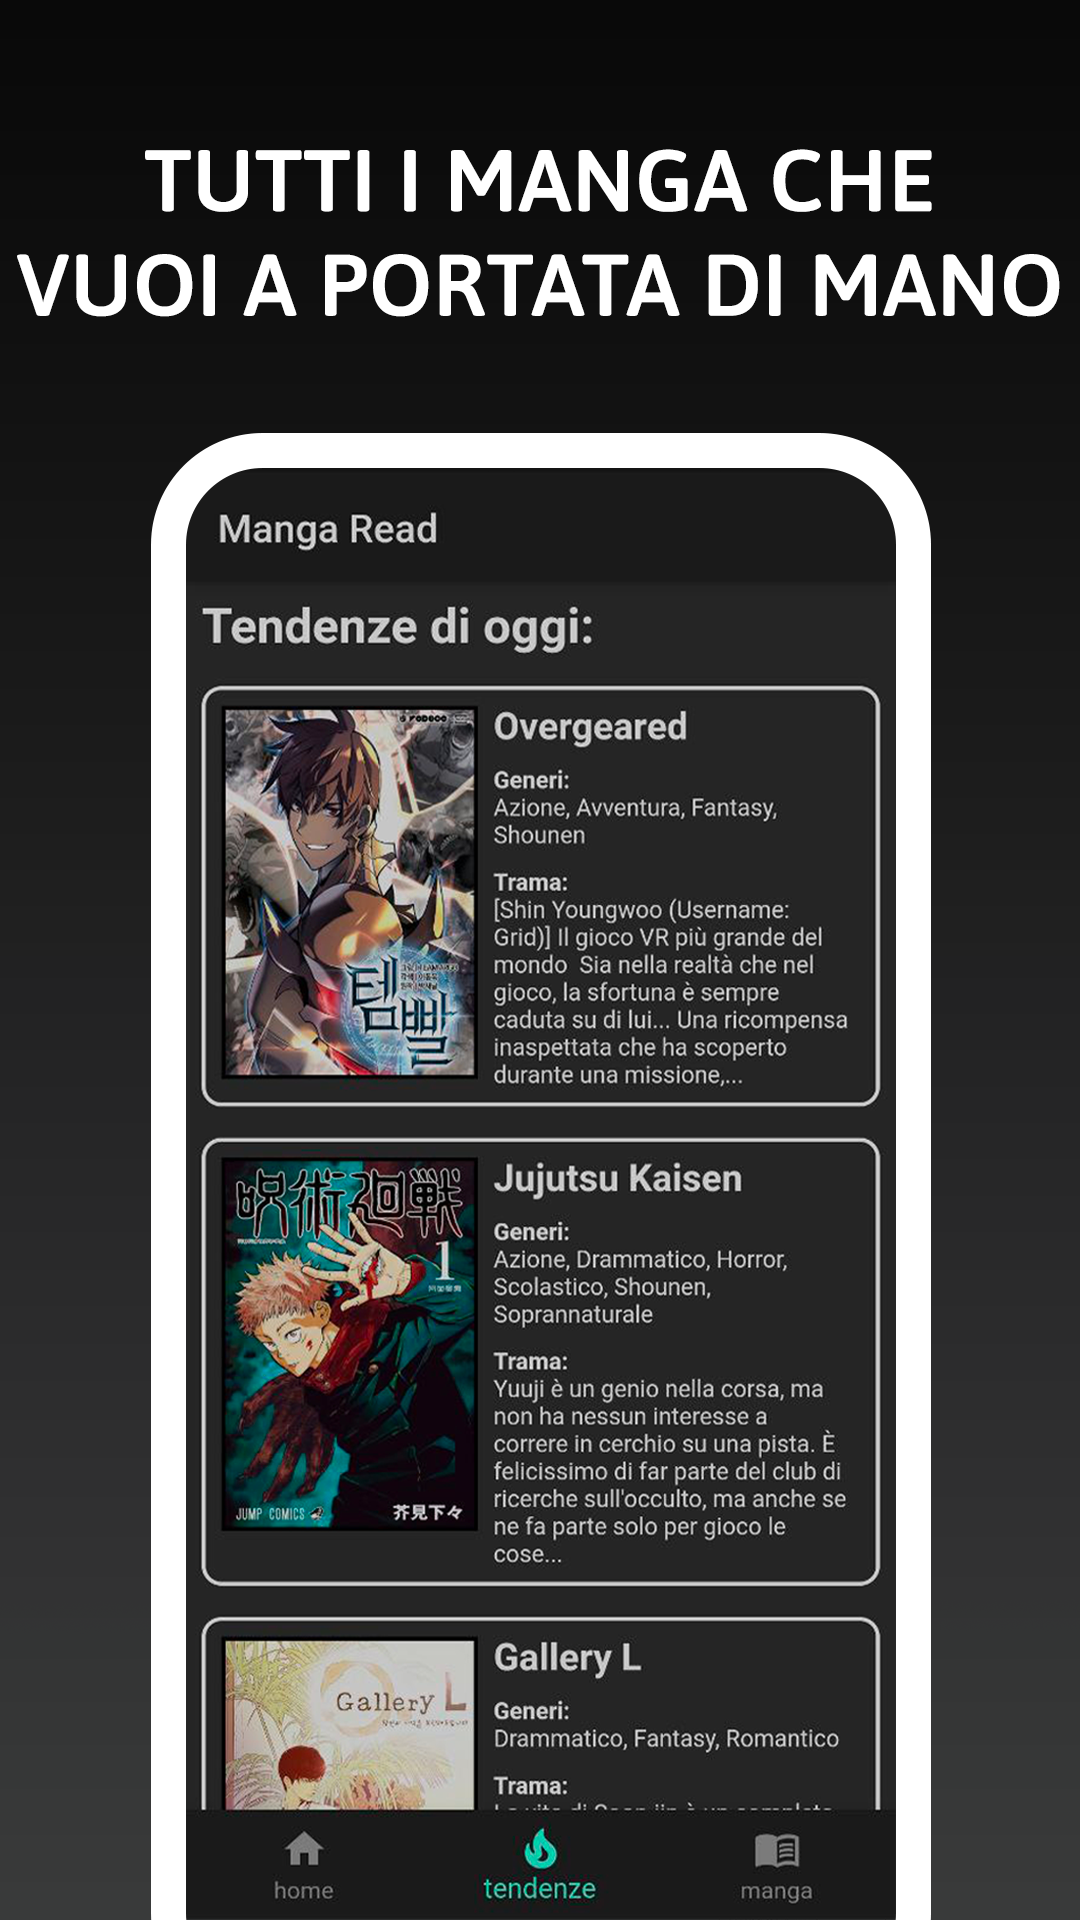 TUTTI I MANGA CHE
VUOI A PORTATA DI MANO
Manga Read
Tendenze di oggi:
Overgeared
Generi:
Azione, Avventura, Fantasy,
Shounen
Trama:
[Shin Youngwoo (Username:
Grid)] Il gioco VR più grande del
mondo  Sia nella realtà che nel
gioco, la sfortuna è sempre
caduta su di lui... Una ricompensa
inaspettata che ha scoperto
durante una missione,...
템빨
呪術廻戦
1
JUMP COMICS
芥見下々
Jujutsu Kaisen
Generi:
Azione, Drammatico, Horror,
Scolastico, Shounen,
Soprannaturale
Trama:
Yuuji è un genio nella corsa, ma
non ha nessun interesse a
correre in cerchio su una pista. È
felicissimo di far parte del club di
ricerche sull'occulto, ma anche se
ne fa parte solo per gioco le
cose...
Gallery L
Gallery L
Generi:
Drammatico, Fantasy, Romantico
Trama:
home
tendenze
manga